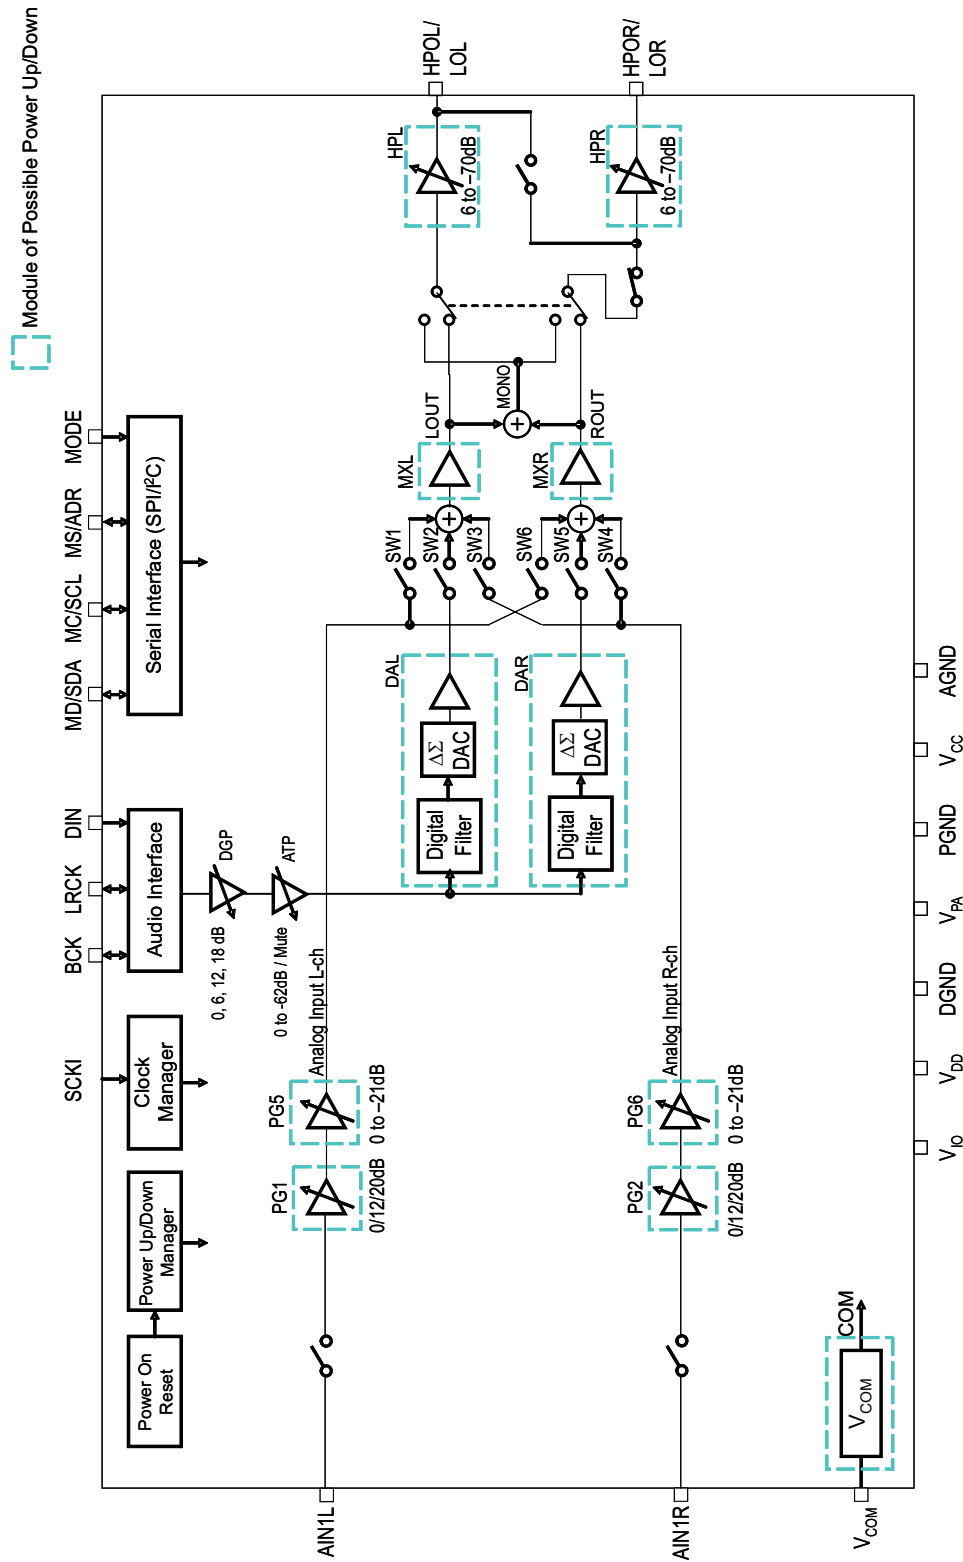 Module of Possible Power Up/Down
SCKI
BCK
LRCK
DIN
MD/SDA
MC/SCL
MS/ADR
MODE
Power On
Reset
Power Up/Down
Manager
Clock
Manager
Audio Interface
Serial Interface (SPI/I²C)
DGP
0, 6, 12, 18 dB
ATP
0 to -62dB / Mute
AIN1L
PG1
0/12/20dB
PG5
0 to –21dB
Analog Input L-ch
DAL
Digital
Filter
ΔΣ
DAC
SW1
SW2
SW3
MXL
LOUT
MONO
HPL
6 to –70dB
HPOL/
LOL
DAR
Digital
Filter
ΔΣ
DAC
SW6
SW5
SW4
MXR
ROUT
HPR
6 to –70dB
HPOR/
LOR
AIN1R
PG2
0/12/20dB
PG6
0 to –21dB
Analog Input R-ch
VCOM
VCOM
COM
VIO
VDD
DGND
VPA
PGND
VCC
AGND